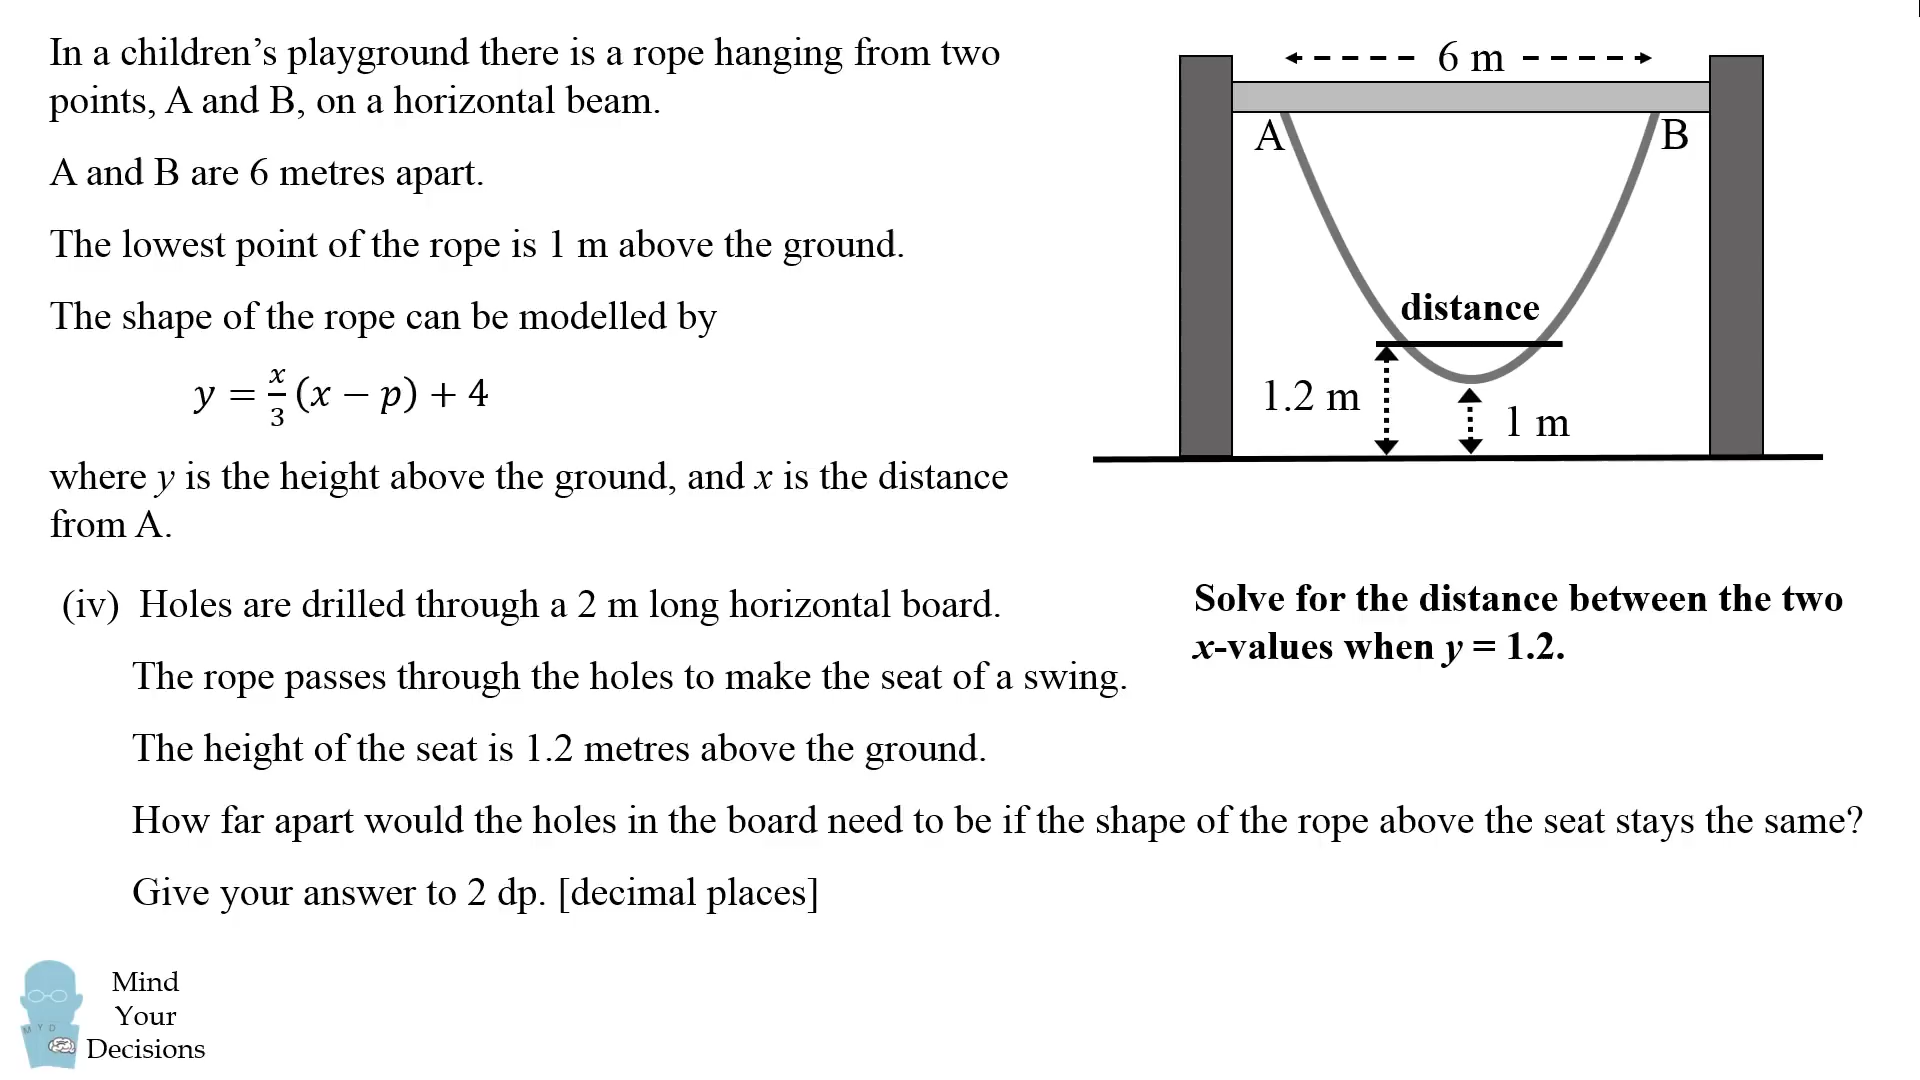 In a children’s playground there is a rope hanging from two
points, A and B, on a horizontal beam.
A and B are 6 metres apart.
The lowest point of the rope is 1 m above the ground.
The shape of the rope can be modelled by
y = x/3 (x − p) + 4
where y is the height above the ground, and x is the distance
from A.
6 m
A
B
distance
1.2 m
1 m
(iv) Holes are drilled through a 2 m long horizontal board.
The rope passes through the holes to make the seat of a swing.
The height of the seat is 1.2 metres above the ground.
How far apart would the holes in the board need to be if the shape of the rope above the seat stays the same?
Give your answer to 2 dp. [decimal places]
Solve for the distance between the two
x-values when y = 1.2.
M Y D
Mind
Your
Decisions